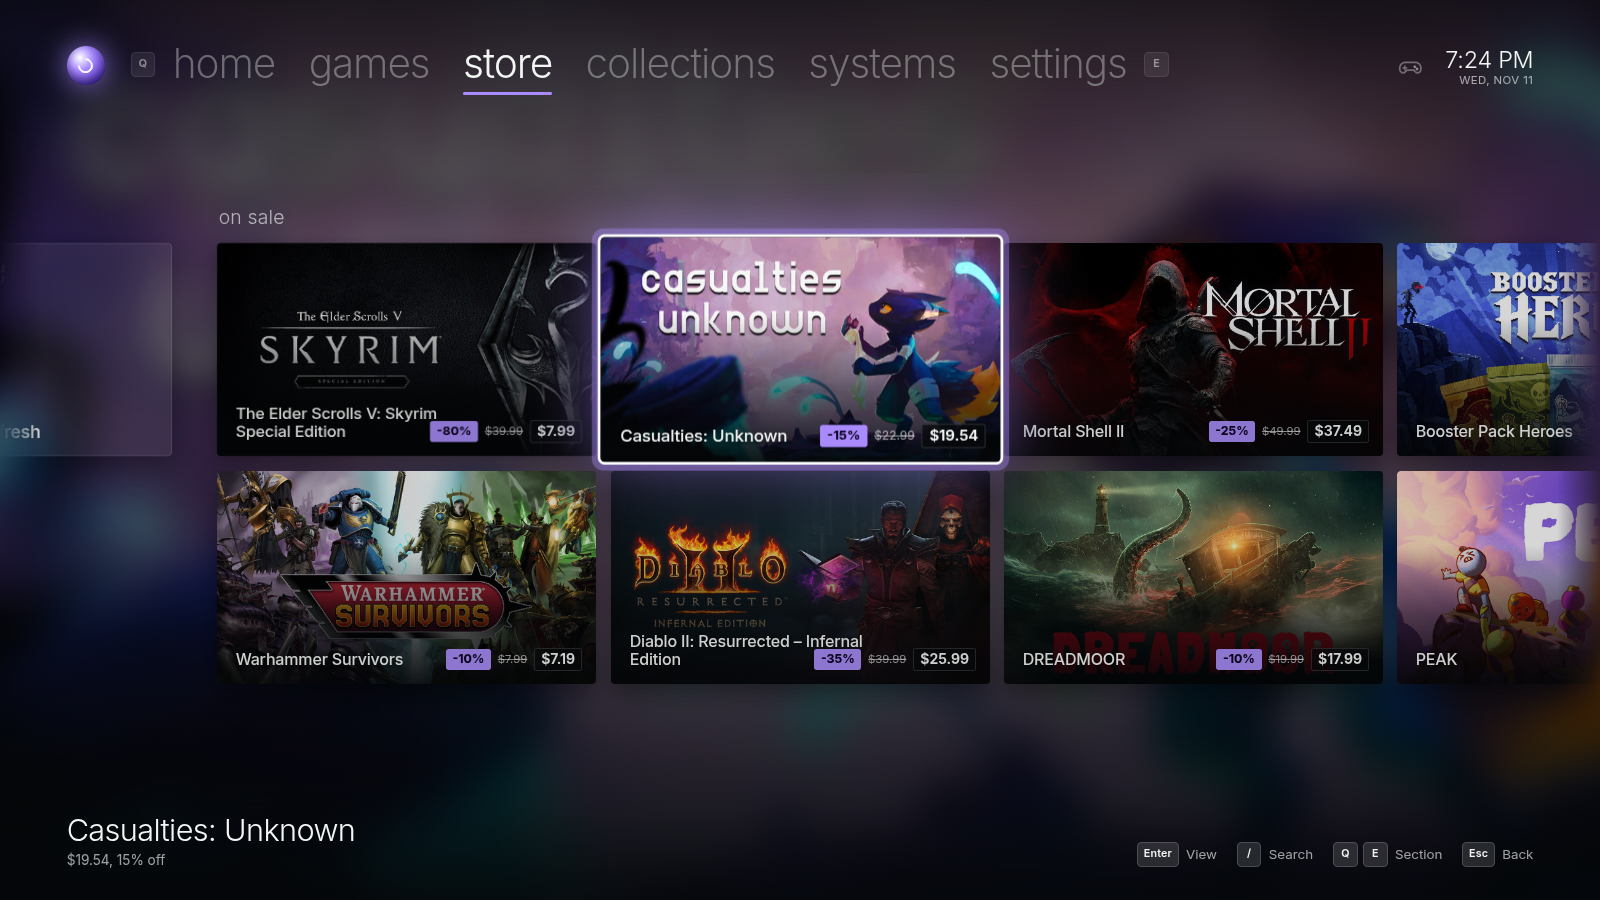 Q home games store collections systems settings E
7:24 PM
WED, NOV 11
on sale
The Elder Scrolls V
SKYRIM
SPECIAL EDITION
The Elder Scrolls V: Skyrim
Special Edition
-80% $39.99 $7.99
casualties
unknown
Casualties: Unknown
-15% $22.99 $19.54
MORTAL
SHELL II
Mortal Shell II
-25% $49.99 $37.49
Booster Pack Heroes
WARHAMMER
SURVIVORS
Warhammer Survivors
-10% $7.99 $7.19
DIABLO II
RESURRECTED
INFERNAL EDITION
Diablo II: Resurrected – Infernal
Edition
-35% $39.99 $25.99
DREADMOOR
DREADMOOR
-10% $19.99 $17.99
PEAK
Casualties: Unknown
$19.54, 15% off
Enter View / Search Q E Section Esc Back